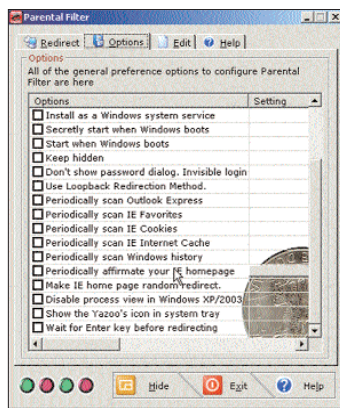 Parental Filter
Redirect Options Edit Help
Options
All of the general preference options to configure Parental
Filter are here
Options Setting
Install as a Windows system service
Secretly start when Windows boots
Start when Windows boots
Keep hidden
Don't show password dialog. Invisible login
Use Loopback Redirection Method.
Periodically scan Outlook Express
Periodically scan IE Favorites
Periodically scan IE Cookies
Periodically scan IE Internet Cache
Periodically scan Windows history
Periodically affirmate your IE homepage
Make IE home page random redirect.
Disable process view in Windows XP/2003
Show the Yazoo's icon in system tray
Wait for Enter key before redirecting
Hide Exit Help